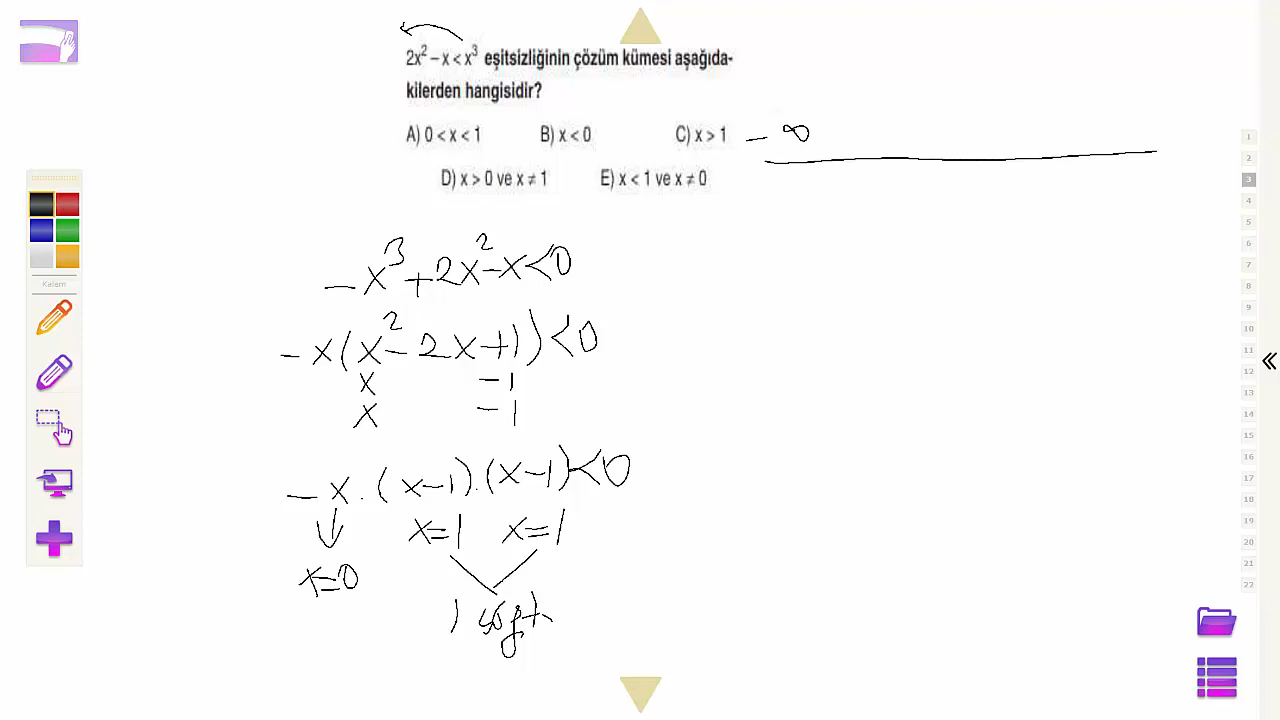 2x² – x < x³ eşitsizliğinin çözüm kümesi aşağıda-
kilerden hangisidir?
A) 0 < x < 1 B) x < 0 C) x > 1
D) x > 0 ve x ≠ 1 E) x < 1 ve x ≠ 0
– ∞
–x³+2x²–x<0
–x(x²–2x+1)<0
x –1
x –1
–x.(x–1).(x–1)<0
x=0 x=1 x=1
Kalem
1
2
3
4
5
6
7
8
9
10
11
12
13
14
15
16
17
18
19
20
21
22